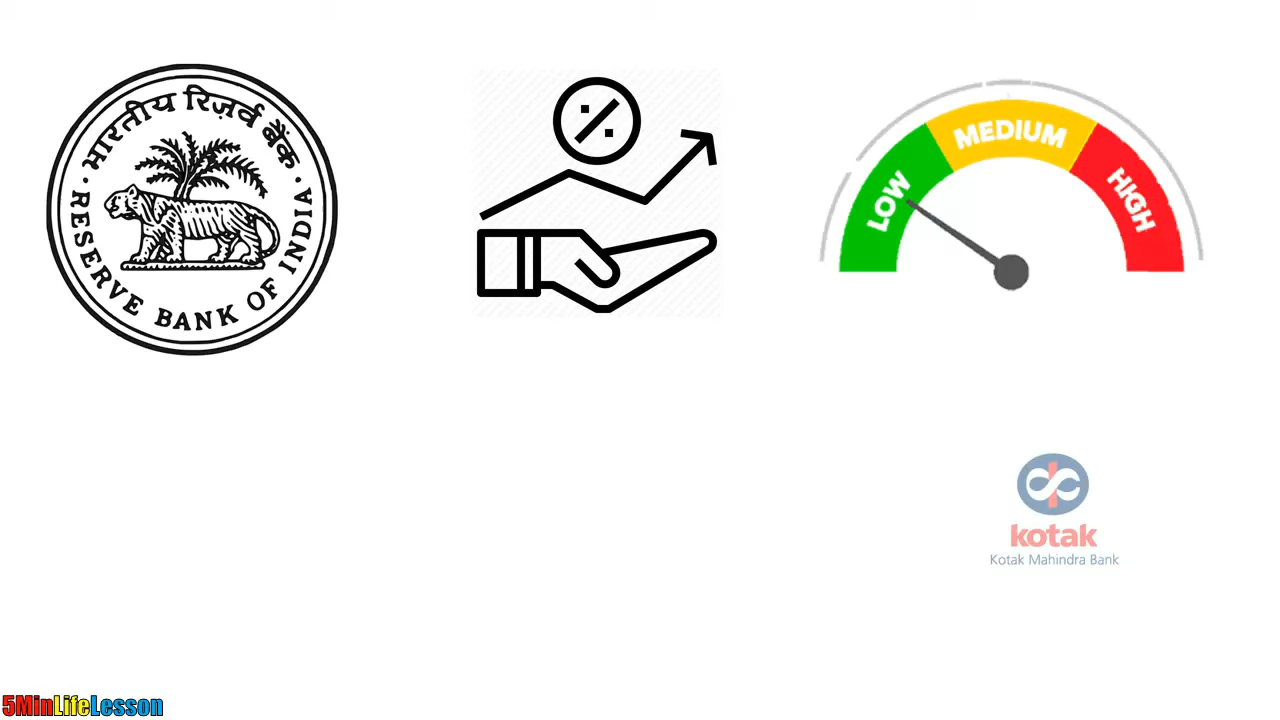 भारतीय रिज़र्व बैंक
RESERVE BANK OF INDIA
%
LOW
MEDIUM
HIGH
kotak
Kotak Mahindra Bank
5MinLifeLesson